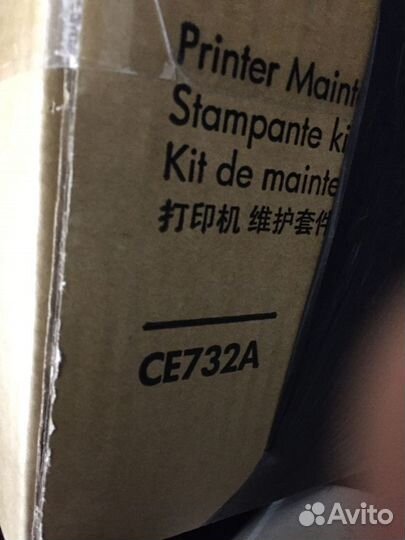 Printer Maint
Stampante ki
Kit de mainte
打印机 维护套件
CE732A
Avito